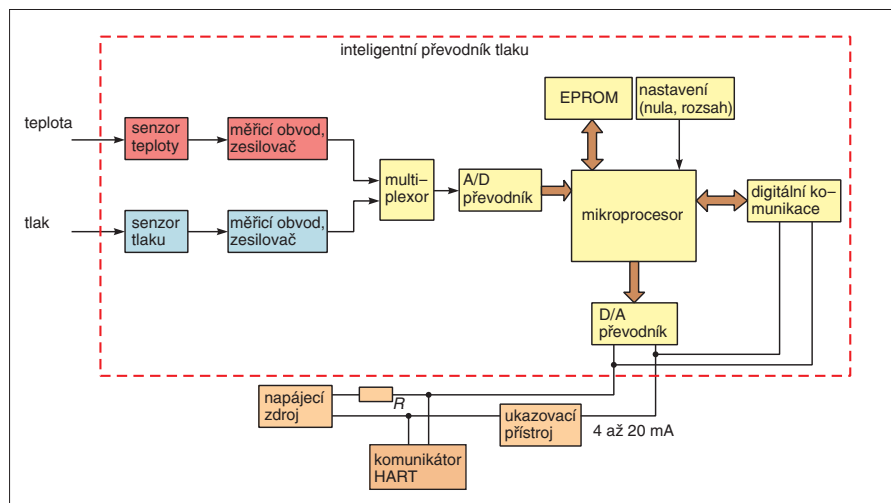 inteligentní převodník tlaku
EPROM
nastavení
(nula, rozsah)
teplota
senzor
teploty
měřicí obvod,
zesilovač
multi–
plexor
A/D
převodník
mikroprocesor
digitální ko–
munikace
tlak
senzor
tlaku
měřicí obvod,
zesilovač
D/A
převodník
napájecí
zdroj
R
ukazovací
přístroj
4 až 20 mA
komunikátor
HART